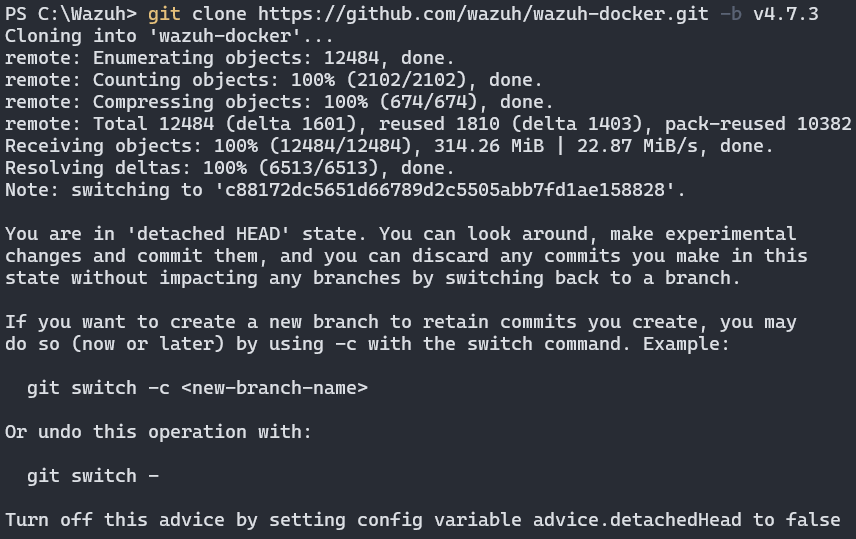 PS C:\Wazuh> git clone https://github.com/wazuh/wazuh-docker.git -b v4.7.3
Cloning into 'wazuh-docker'...
remote: Enumerating objects: 12484, done.
remote: Counting objects: 100% (2102/2102), done.
remote: Compressing objects: 100% (674/674), done.
remote: Total 12484 (delta 1601), reused 1810 (delta 1403), pack-reused 10382
Receiving objects: 100% (12484/12484), 314.26 MiB | 22.87 MiB/s, done.
Resolving deltas: 100% (6513/6513), done.
Note: switching to 'c88172dc5651d66789d2c5505abb7fd1ae158828'.

You are in 'detached HEAD' state. You can look around, make experimental
changes and commit them, and you can discard any commits you make in this
state without impacting any branches by switching back to a branch.

If you want to create a new branch to retain commits you create, you may
do so (now or later) by using -c with the switch command. Example:

  git switch -c <new-branch-name>

Or undo this operation with:

  git switch -

Turn off this advice by setting config variable advice.detachedHead to false